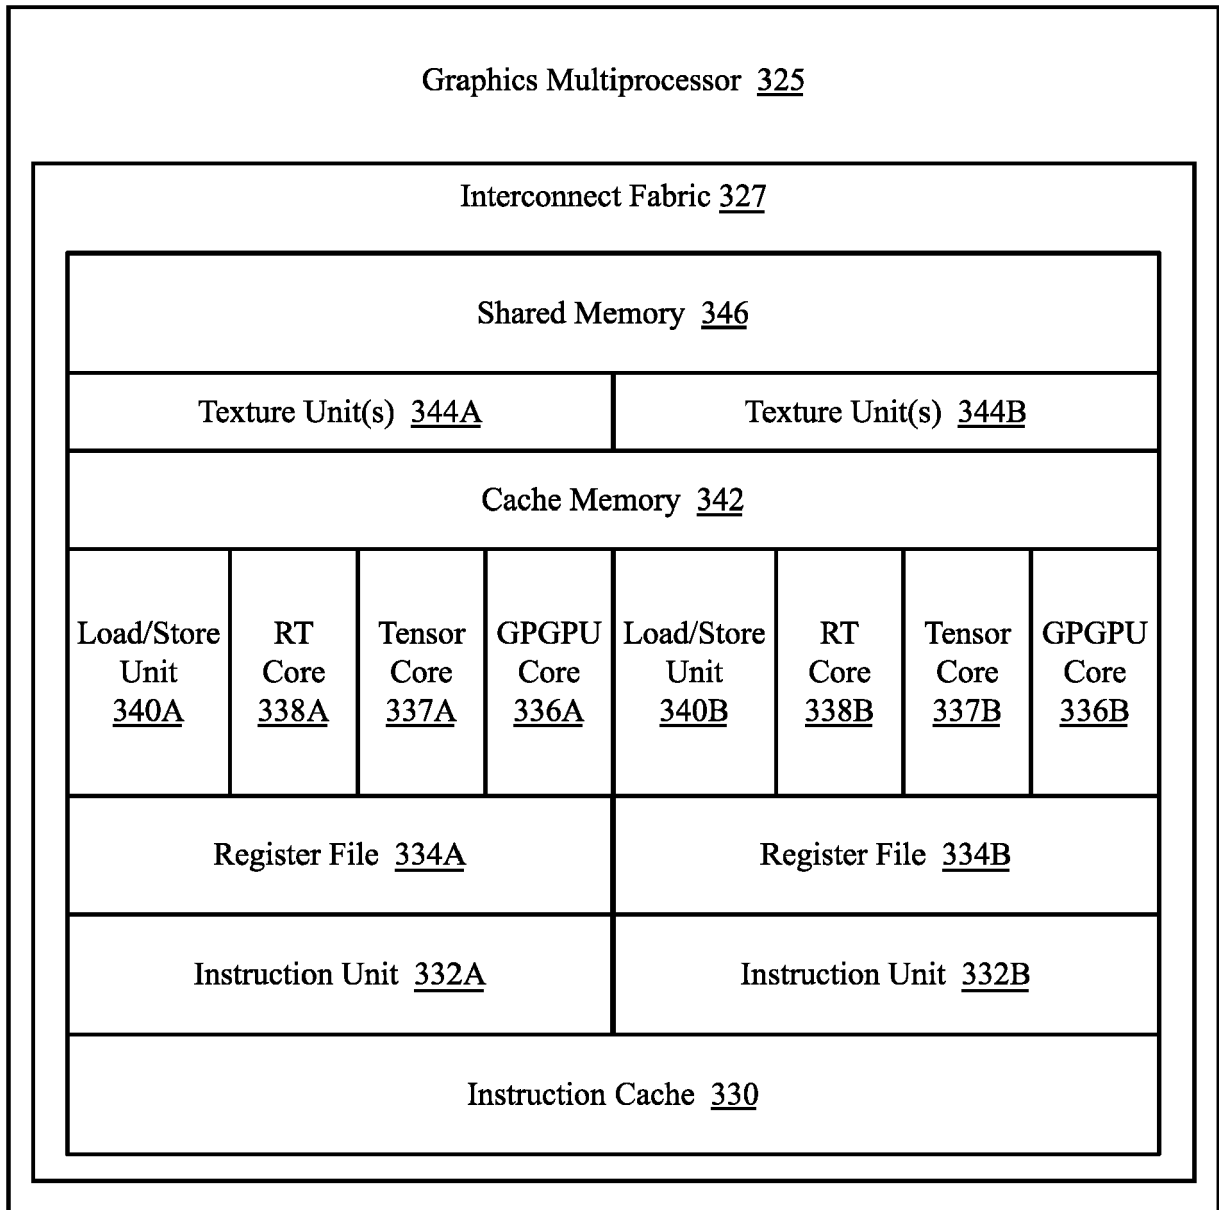 Graphics Multiprocessor 325
Interconnect Fabric 327
Shared Memory 346
Texture Unit(s) 344A
Texture Unit(s) 344B
Cache Memory 342
Load/Store
Unit
340A
RT
Core
338A
Tensor
Core
337A
GPGPU
Core
336A
Load/Store
Unit
340B
RT
Core
338B
Tensor
Core
337B
GPGPU
Core
336B
Register File 334A
Register File 334B
Instruction Unit 332A
Instruction Unit 332B
Instruction Cache 330